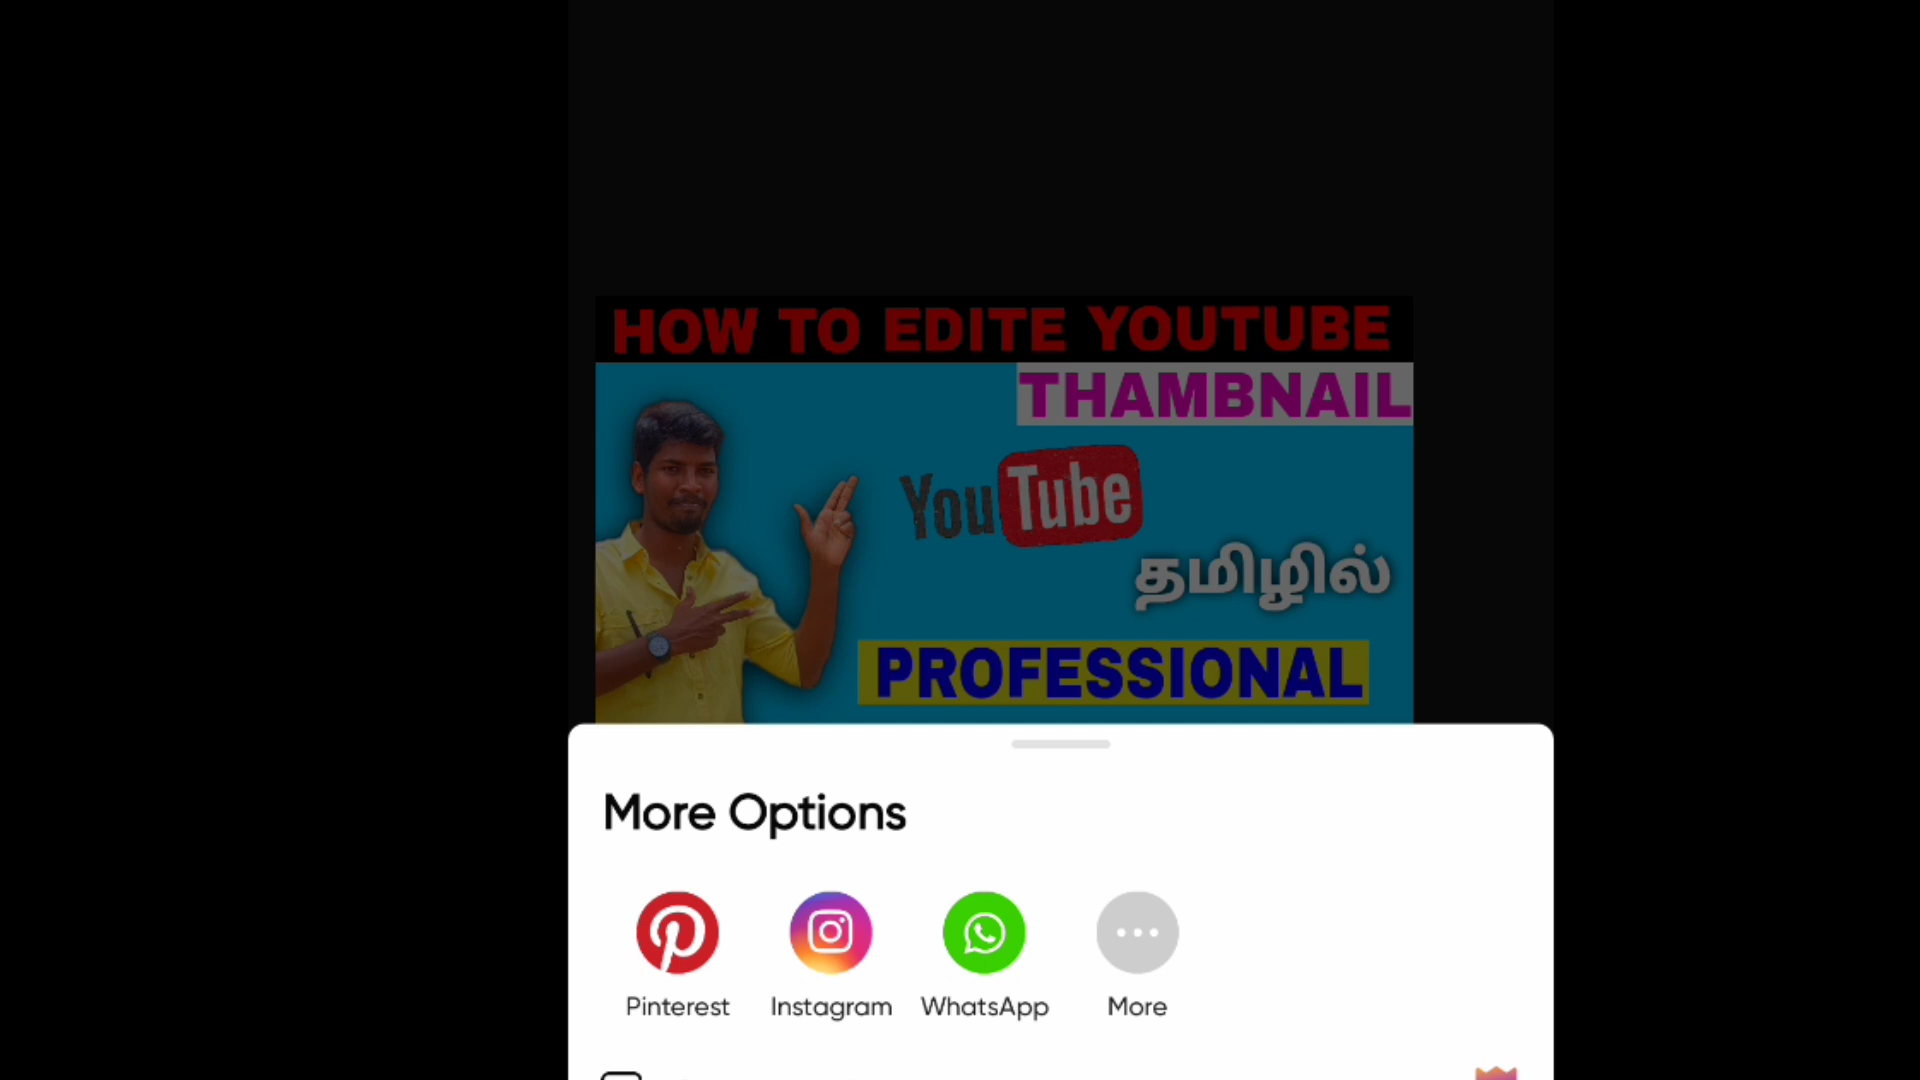 HOW TO EDITE YOUTUBE
THAMBNAIL
YouTube
தமிழில்
PROFESSIONAL
More Options
Pinterest Instagram WhatsApp More